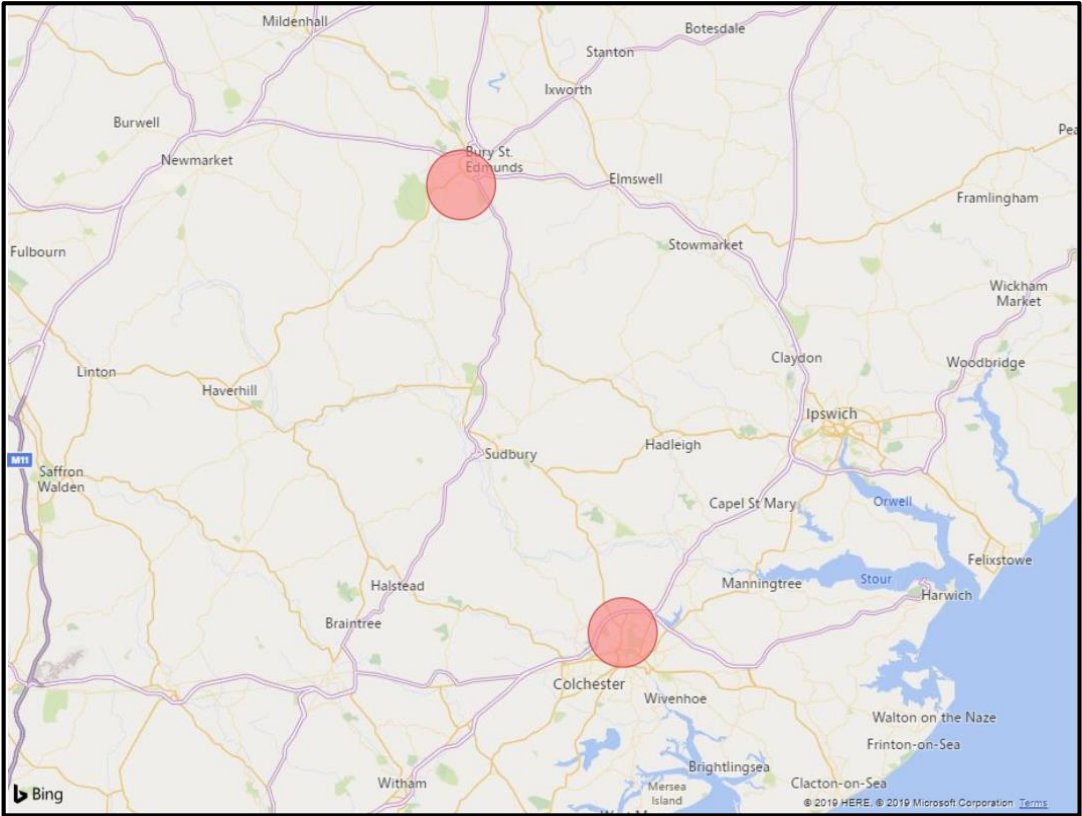 Mildenhall
Botesdale
Stanton
Ixworth
Burwell
Newmarket
Bury St.
Edmunds
Elmswell
Framlingham
Fulbourn
Stowmarket
Wickham
Market
Claydon
Woodbridge
Linton
Haverhill
Ipswich
Hadleigh
Sudbury
M11
Saffron
Walden
Capel St Mary
Orwell
Felixstowe
Halstead
Manningtree
Stour
Harwich
Braintree
Colchester
Wivenhoe
Walton on the Naze
Frinton-on-Sea
Brightlingsea
Witham
Mersea
Island
Clacton-on-Sea
Bing
© 2019 HERE, © 2019 Microsoft Corporation Terms